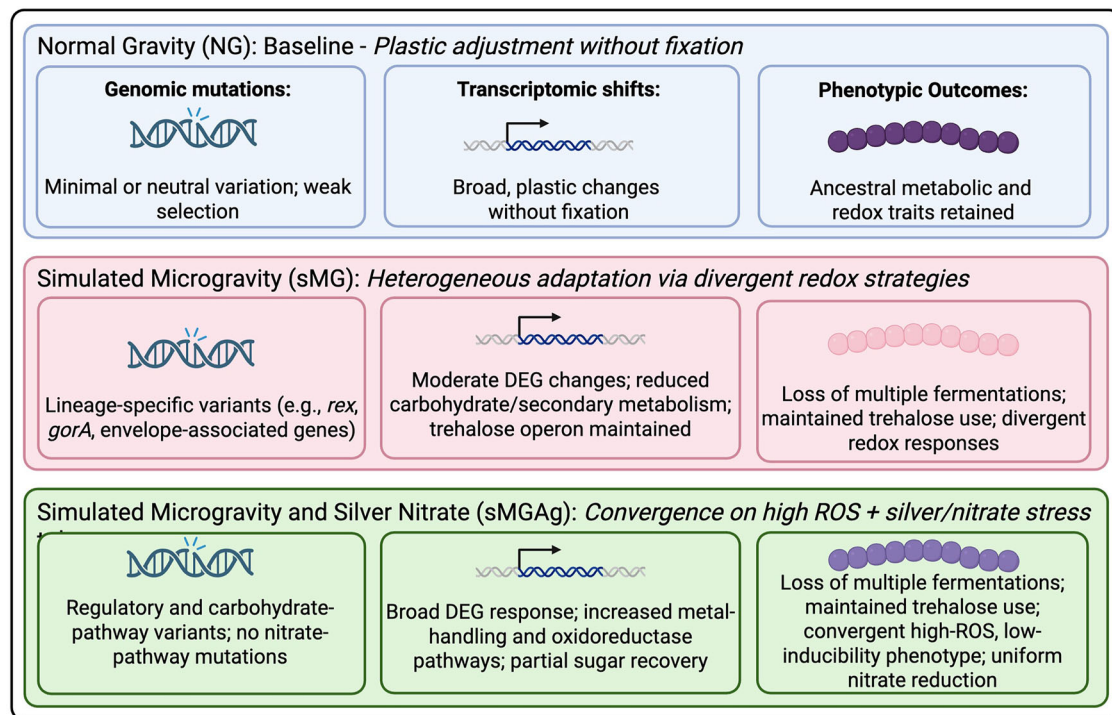 Normal Gravity (NG): Baseline - Plastic adjustment without fixation
Genomic mutations:
Minimal or neutral variation; weak
selection
Transcriptomic shifts:
Broad, plastic changes
without fixation
Phenotypic Outcomes:
Ancestral metabolic and
redox traits retained
Simulated Microgravity (sMG): Heterogeneous adaptation via divergent redox strategies
Lineage-specific variants (e.g., rex,
gorA, envelope-associated genes)
Moderate DEG changes; reduced
carbohydrate/secondary metabolism;
trehalose operon maintained
Loss of multiple fermentations;
maintained trehalose use; divergent
redox responses
Simulated Microgravity and Silver Nitrate (sMGAg): Convergence on high ROS + silver/nitrate stress
Regulatory and carbohydrate-
pathway variants; no nitrate-
pathway mutations
Broad DEG response; increased metal-
handling and oxidoreductase
pathways; partial sugar recovery
Loss of multiple fermentations;
maintained trehalose use;
convergent high-ROS, low-
inducibility phenotype; uniform
nitrate reduction